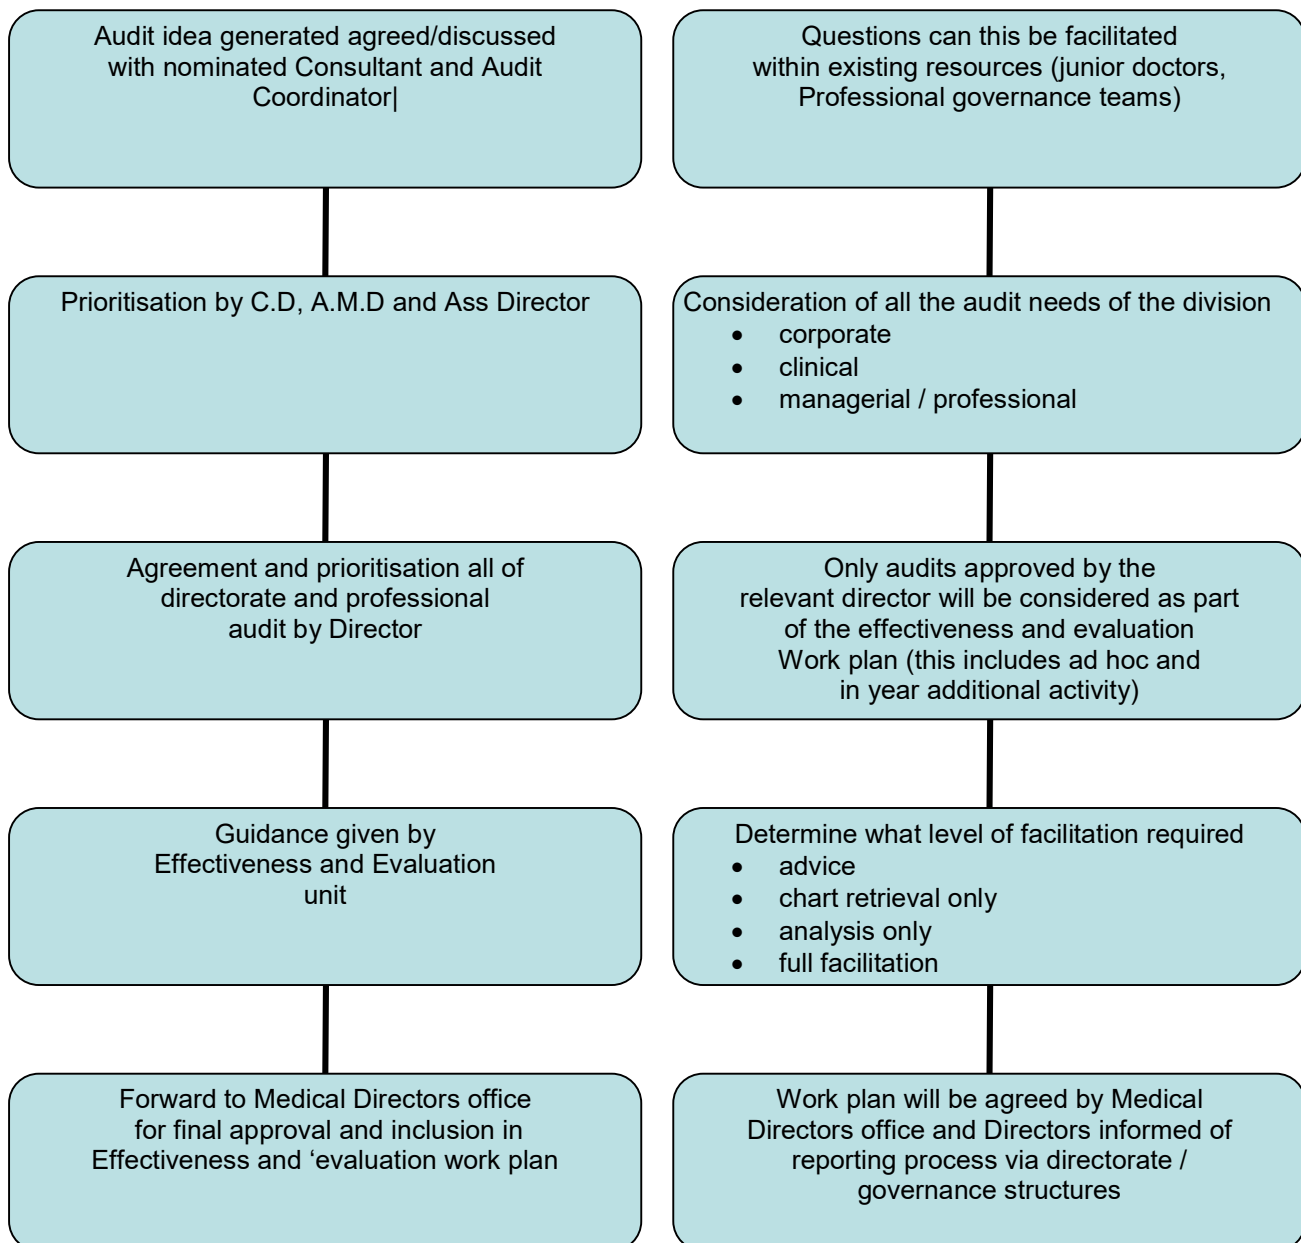 Audit idea generated agreed/discussed
with nominated Consultant and Audit
Coordinator|
Questions can this be facilitated
within existing resources (junior doctors,
Professional governance teams)
Prioritisation by C.D, A.M.D and Ass Director
Consideration of all the audit needs of the division
• corporate
• clinical
• managerial / professional
Agreement and prioritisation all of
directorate and professional
audit by Director
Only audits approved by the
relevant director will be considered as part
of the effectiveness and evaluation
Work plan (this includes ad hoc and
in year additional activity)
Guidance given by
Effectiveness and Evaluation
unit
Determine what level of facilitation required
• advice
• chart retrieval only
• analysis only
• full facilitation
Forward to Medical Directors office
for final approval and inclusion in
Effectiveness and ‘evaluation work plan
Work plan will be agreed by Medical
Directors office and Directors informed of
reporting process via directorate /
governance structures